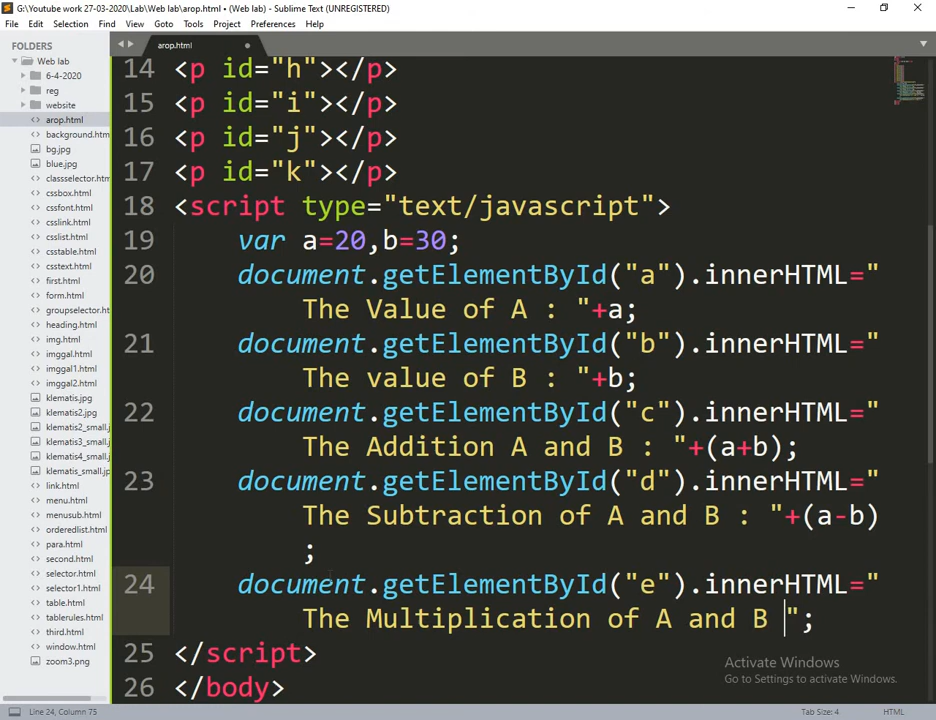 G:\Youtube work 27-03-2020\Lab\Web lab\arop.html • (Web lab) - Sublime Text (UNREGISTERED)
File Edit Selection Find View Goto Tools Project Preferences Help
FOLDERS
Web lab
6-4-2020
reg
website
arop.html
background.htm
bg.jpg
blue.jpg
classselector.htm
cssbox.html
cssfont.html
csslink.html
csslist.html
csstable.html
csstext.html
first.html
form.html
groupselector.ht
heading.html
img.html
imggal.html
imggal1.html
imggal2.html
klematis.jpg
klematis2.jpg
klematis2_small.j
klematis3_small.j
klematis4_small.j
klematis_small.jp
link.html
menu.html
menusub.html
orderedlist.html
para.html
second.html
selector.html
selector1.html
table.html
tablerules.html
third.html
window.html
zoom3.png
arop.html
14 <p id="h"></p>
15 <p id="i"></p>
16 <p id="j"></p>
17 <p id="k"></p>
18 <script type="text/javascript">
19 var a=20,b=30;
20 document.getElementById("a").innerHTML="
The Value of A : "+a;
21 document.getElementById("b").innerHTML="
The value of B : "+b;
22 document.getElementById("c").innerHTML="
The Addition A and B : "+(a+b);
23 document.getElementById("d").innerHTML="
The Subtraction of A and B : "+(a-b)
;
24 document.getElementById("e").innerHTML="
The Multiplication of A and B ";
25 </script>
26 </body>
Activate Windows
Go to Settings to activate Windows.
Line 24, Column 75
Tab Size: 4
HTML